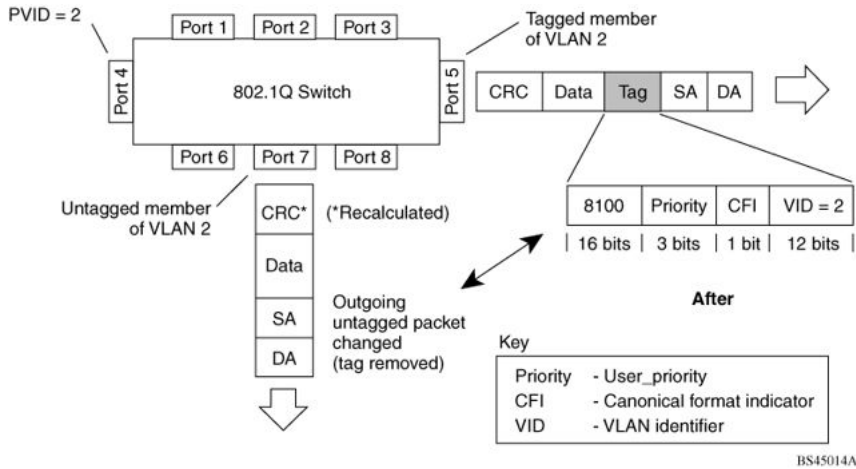 PVID = 2
Port 1
Port 2
Port 3
Tagged member
of VLAN 2
Port 4
802.1Q Switch
Port 5
CRC
Data
Tag
SA
DA
Port 6
Port 7
Port 8
Untagged member
of VLAN 2
CRC*
(*Recalculated)
Data
SA
DA
Outgoing
untagged packet
changed
(tag removed)
8100
Priority
CFI
VID = 2
16 bits
3 bits
1 bit
12 bits
After
Key
Priority - User_priority
CFI - Canonical format indicator
VID - VLAN identifier
BS45014A